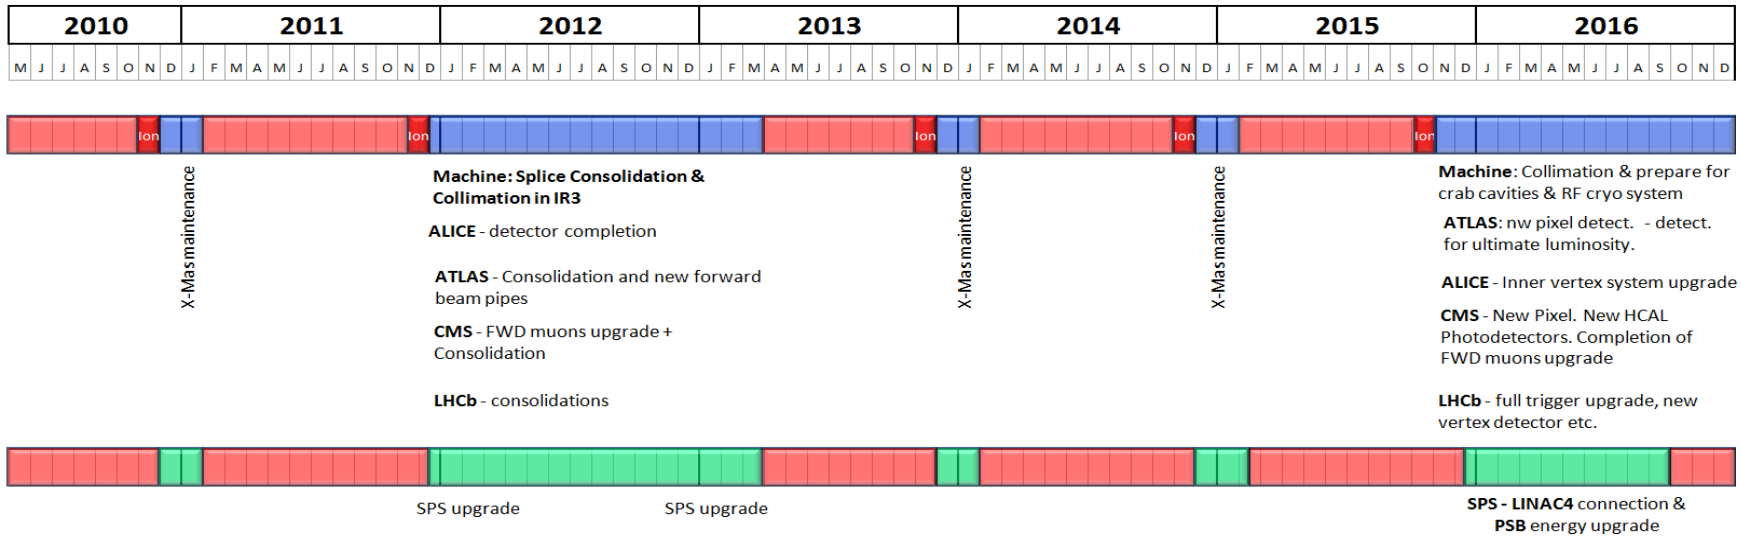 2010 2011 2012 2013 2014 2015 2016
M J J A S O N D J F M A M J J A S O N D J F M A M J J A S O N D J F M A M J J A S O N D J F M A M J J A S O N D J F M A M J J A S O N D J F M A M J J A S O N D
Ion Ion Ion Ion Ion
X-Mas maintenance
Machine: Splice Consolidation &
Collimation in IR3
ALICE - detector completion
ATLAS - Consolidation and new forward
beam pipes
CMS - FWD muons upgrade +
Consolidation
LHCb - consolidations
X-Mas maintenance
X-Mas maintenance
Machine: Collimation & prepare for
crab cavities & RF cryo system
ATLAS: nw pixel detect. - detect.
for ultimate luminosity.
ALICE - Inner vertex system upgrade
CMS - New Pixel. New HCAL
Photodetectors. Completion of
FWD muons upgrade
LHCb - full trigger upgrade, new
vertex detector etc.
SPS upgrade SPS upgrade
SPS - LINAC4 connection &
PSB energy upgrade